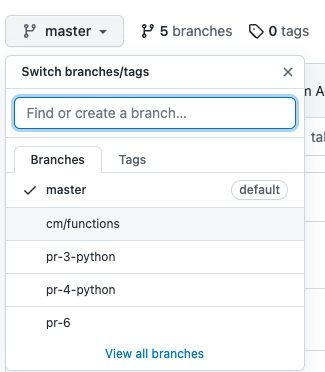 master 5 branches 0 tags
Switch branches/tags
Find or create a branch...
Branches Tags
master default
cm/functions
pr-3-python
pr-4-python
pr-6
View all branches